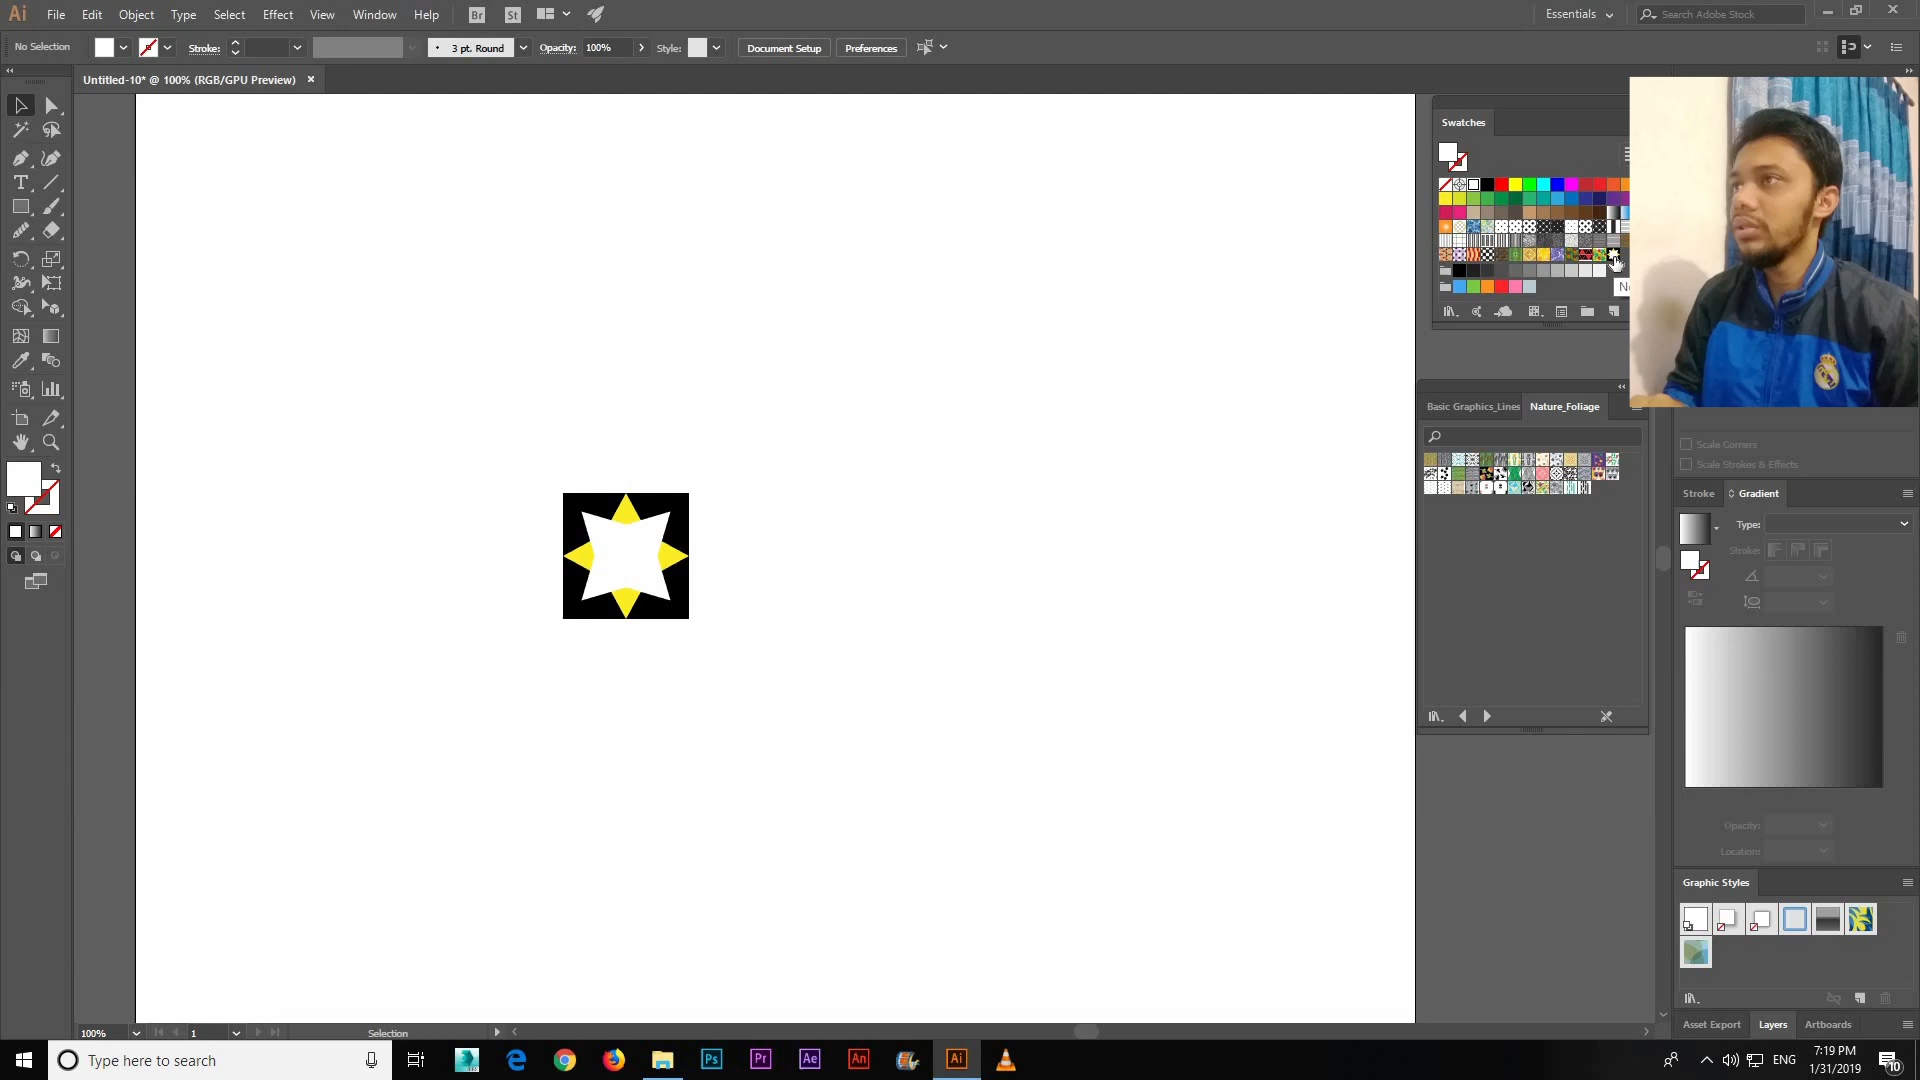 Ai File Edit Object Type Select Effect View Window Help Br St Essentials Search Adobe Stock
No Selection Stroke: 3 pt. Round Opacity: 100% Style: Document Setup Preferences
Untitled-10* @ 100% (RGB/GPU Preview)
Swatches
Basic Graphics_Lines Nature_Foliage
Scale Corners
Scale Strokes & Effects
Stroke Gradient
Type:
Stroke:
Opacity:
Location:
Graphic Styles
Asset Export Layers Artboards
100% 1 Selection
Type here to search Ps Pr Ae An Ai ENG 7:19 PM
1/31/2019 10